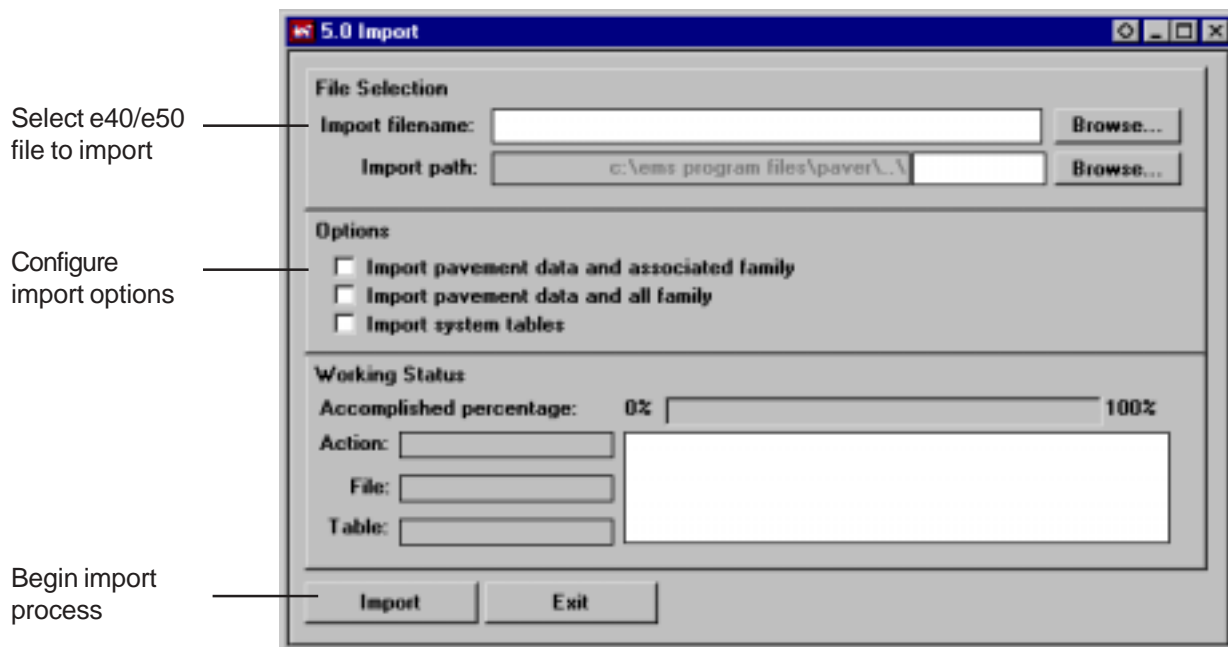 5.0 Import
File Selection
Select e40/e50
file to import
Import filename:
Browse...
Import path:
c:\ems program files\paver\..\
Browse...
Options
Configure
import options
Import pavement data and associated family
Import pavement data and all family
Import system tables
Working Status
Accomplished percentage:
0%
100%
Action:
File:
Table:
Begin import
process
Import
Exit